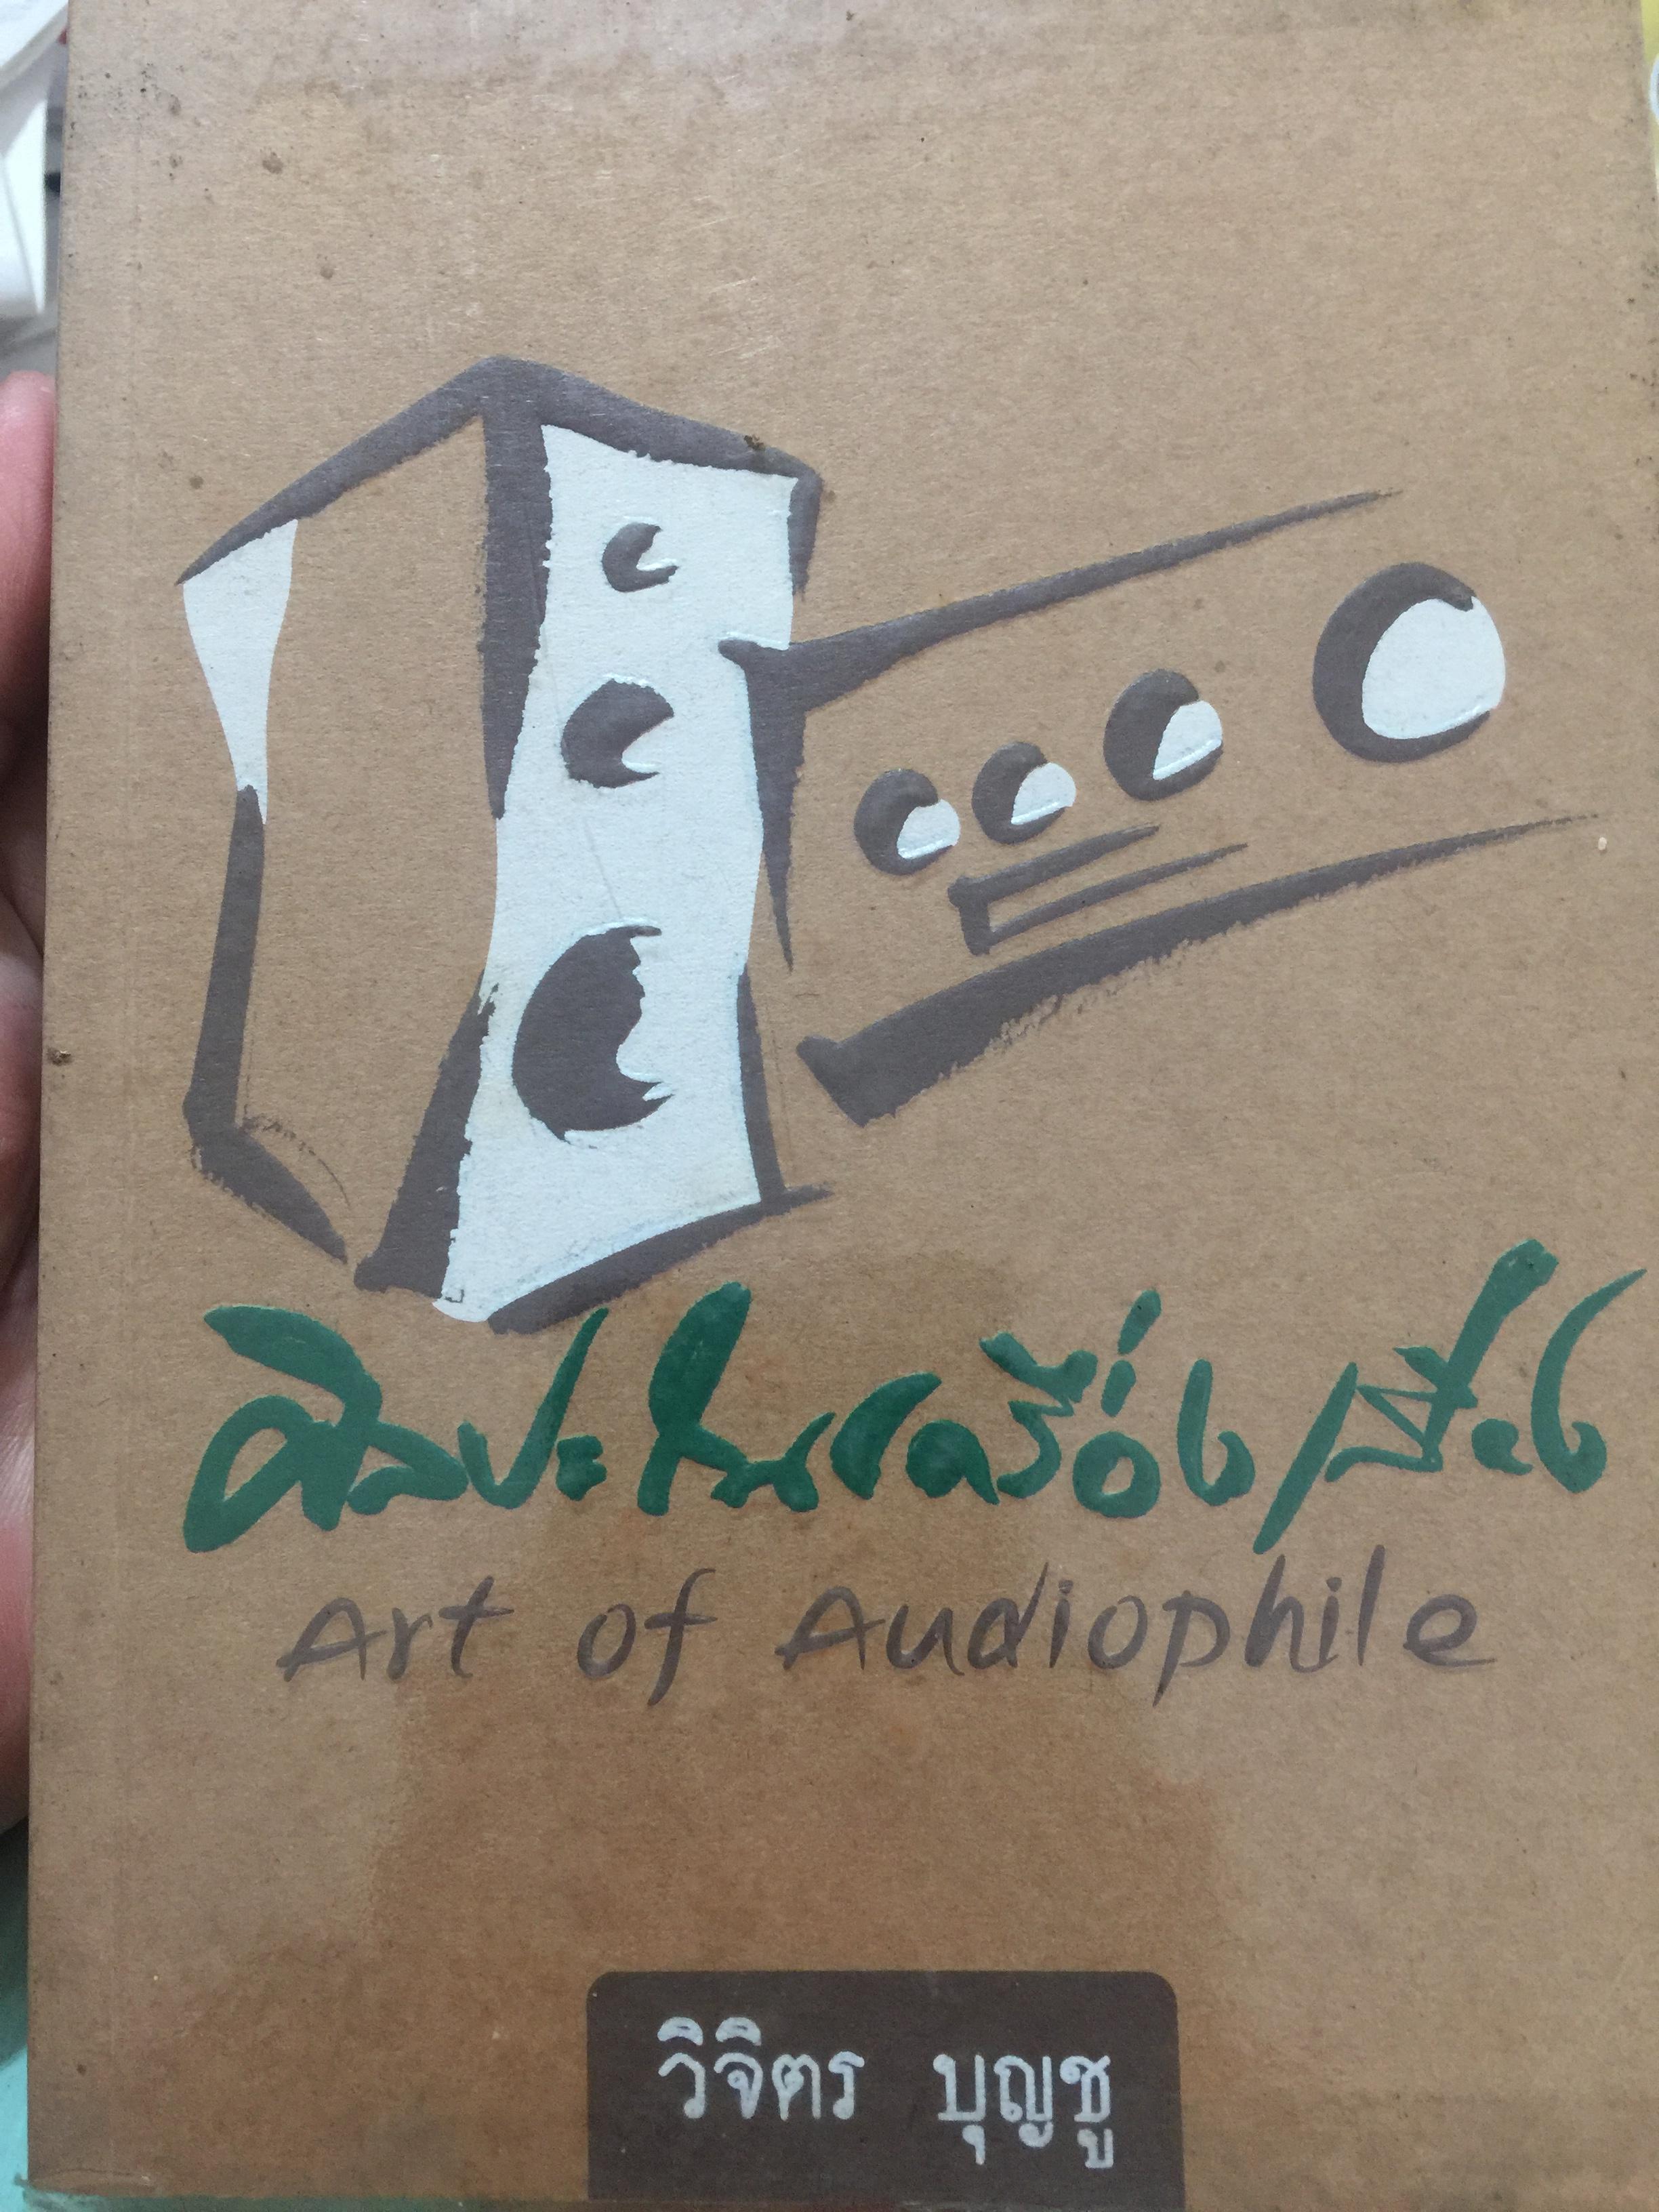 ศิลปะในเครื่องเสียง
Art of Audiophile
วิจิตร บุญชู